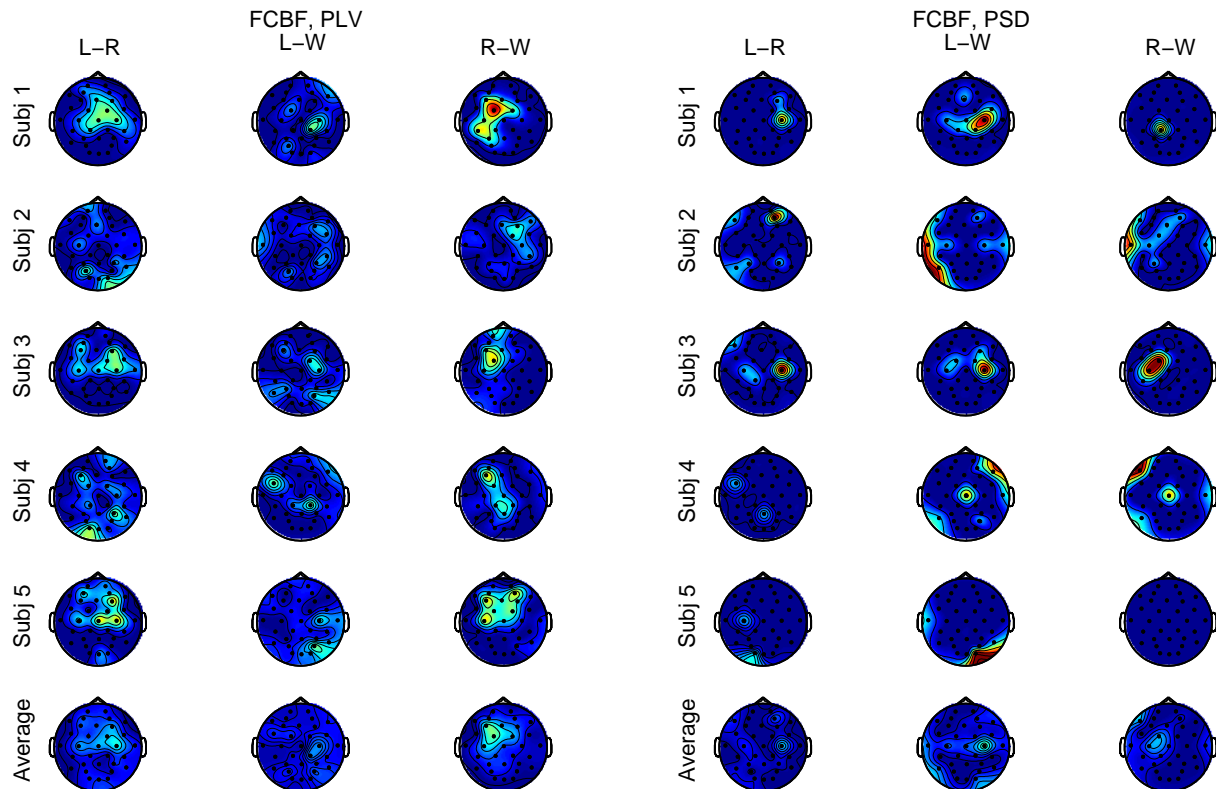 FCBF, PLV
L–R
L–W
R–W
FCBF, PSD
L–R
L–W
R–W
Subj 1
Subj 2
Subj 3
Subj 4
Subj 5
Average
Subj 1
Subj 2
Subj 3
Subj 4
Subj 5
Average